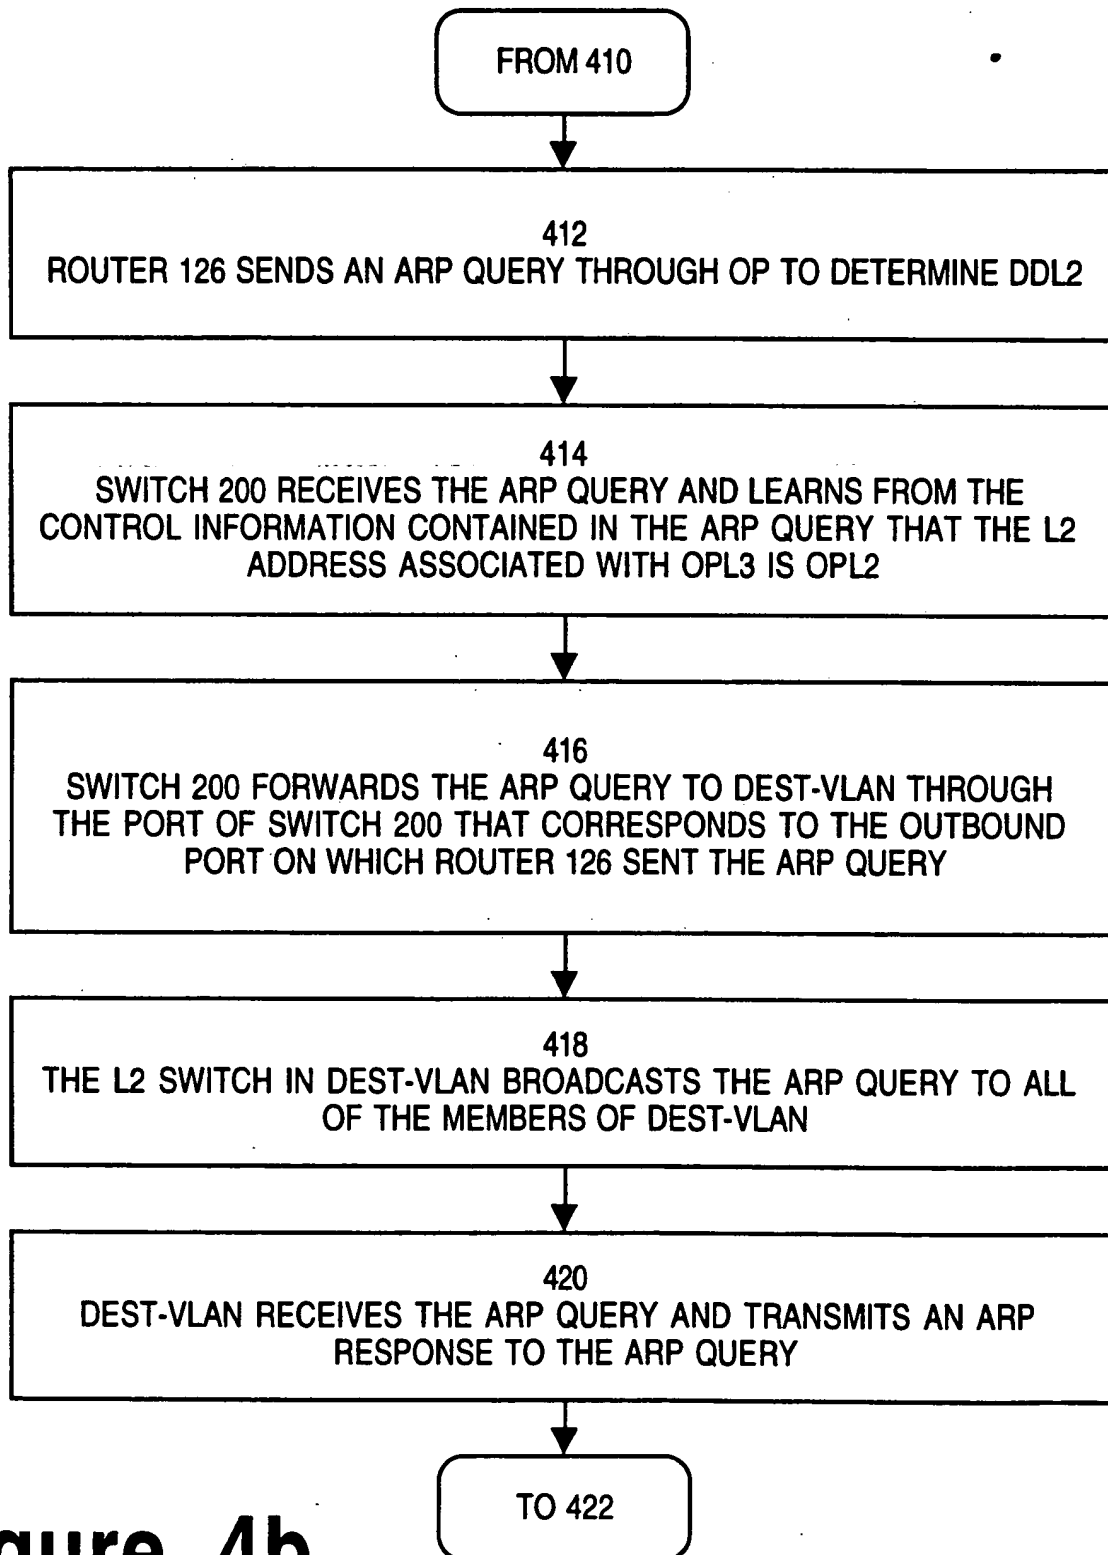 FROM 410
412
ROUTER 126 SENDS AN ARP QUERY THROUGH OP TO DETERMINE DDL2
414
SWITCH 200 RECEIVES THE ARP QUERY AND LEARNS FROM THE
CONTROL INFORMATION CONTAINED IN THE ARP QUERY THAT THE L2
ADDRESS ASSOCIATED WITH OPL3 IS OPL2
416
SWITCH 200 FORWARDS THE ARP QUERY TO DEST-VLAN THROUGH
THE PORT OF SWITCH 200 THAT CORRESPONDS TO THE OUTBOUND
PORT ON WHICH ROUTER 126 SENT THE ARP QUERY
418
THE L2 SWITCH IN DEST-VLAN BROADCASTS THE ARP QUERY TO ALL
OF THE MEMBERS OF DEST-VLAN
420
DEST-VLAN RECEIVES THE ARP QUERY AND TRANSMITS AN ARP
RESPONSE TO THE ARP QUERY
TO 422
gure 4b